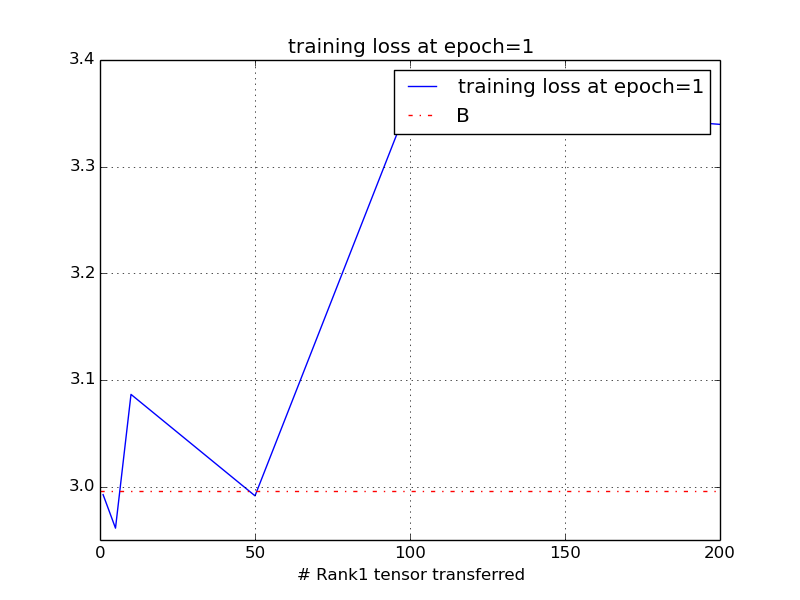 training loss at epoch=1
3.4
3.3
3.2
3.1
3.0
training loss at epoch=1
B
0
50
100
150
200
# Rank1 tensor transferred